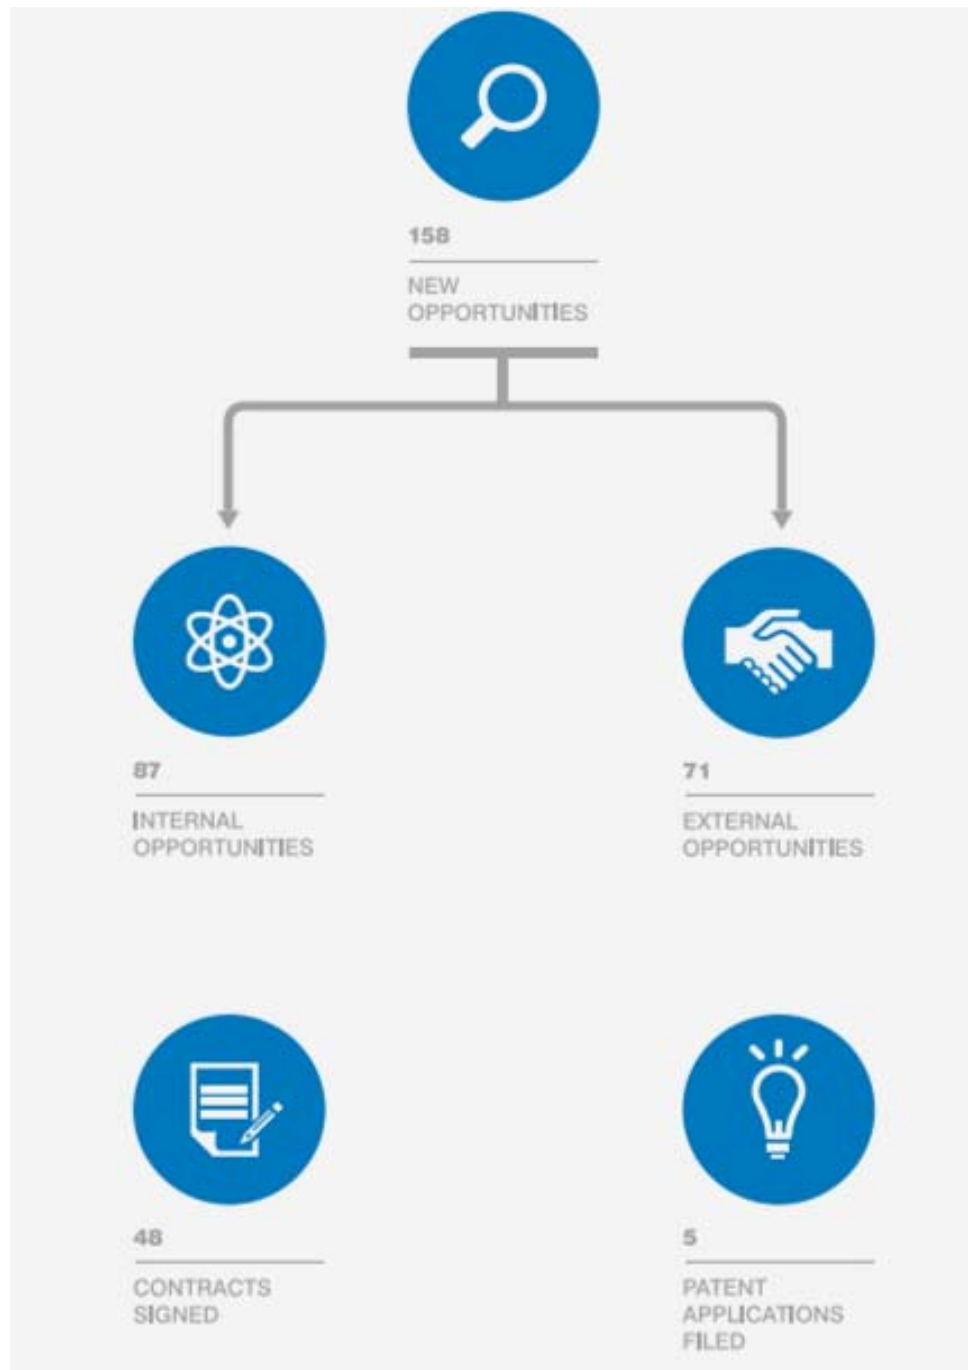 158
NEW
OPPORTUNITIES
87
INTERNAL
OPPORTUNITIES
71
EXTERNAL
OPPORTUNITIES
48
CONTRACTS
SIGNED
5
PATENT
APPLICATIONS
FILED